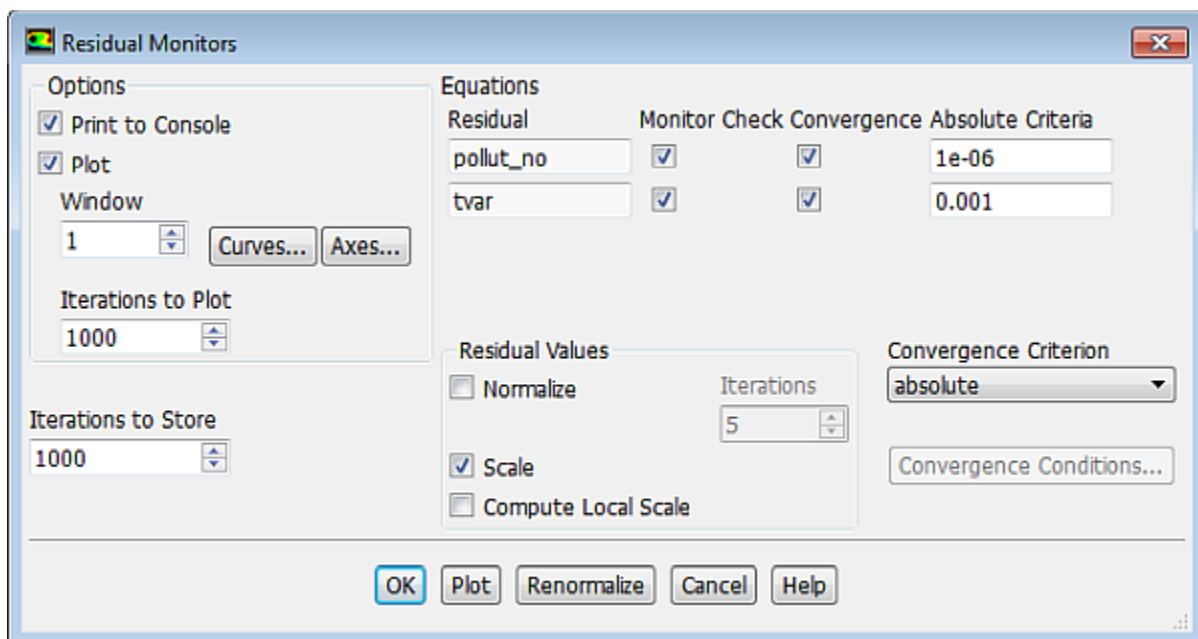 Residual Monitors
Options
Print to Console
Plot
Window
1
Curves... Axes...
Iterations to Plot
1000
Iterations to Store
1000
Equations
Residual Monitor Check Convergence Absolute Criteria
pollut_no 1e-06
tvar 0.001
Residual Values
Normalize
Iterations
5
Scale
Compute Local Scale
Convergence Criterion
absolute
Convergence Conditions...
OK Plot Renormalize Cancel Help